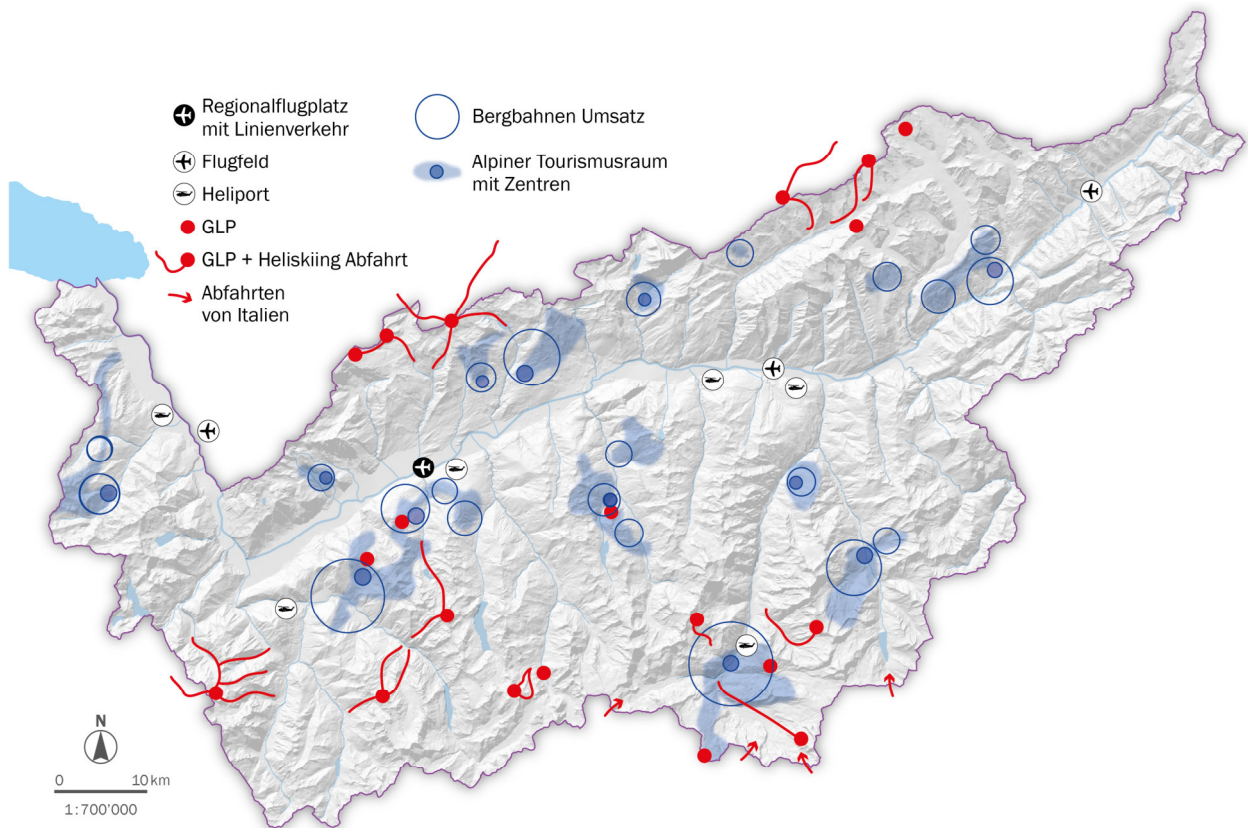 Regionalflugplatz
mit Linienverkehr
Flugfeld
Heliport
GLP
GLP + Heliskiing Abfahrt
Abfahrten
von Italien
Bergbahnen Umsatz
Alpiner Tourismusraum
mit Zentren
N
0 10 km
1:700'000